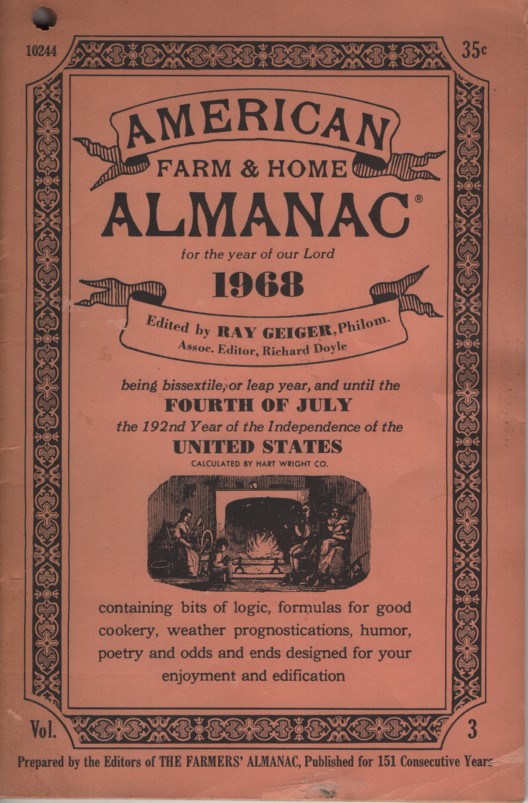 10244
35c
AMERICAN
FARM & HOME
ALMANAC®
for the year of our Lord
1968
Edited by RAY GEIGER, Philom.
Assoc. Editor, Richard Doyle
being bissextile, or leap year, and until the
FOURTH OF JULY
the 192nd Year of the Independence of the
UNITED STATES
CALCULATED BY HART WRIGHT CO.
containing bits of logic, formulas for good
cookery, weather prognostications, humor,
poetry and odds and ends designed for your
enjoyment and edification
Vol.
3
Prepared by the Editors of THE FARMERS' ALMANAC, Published for 151 Consecutive Years